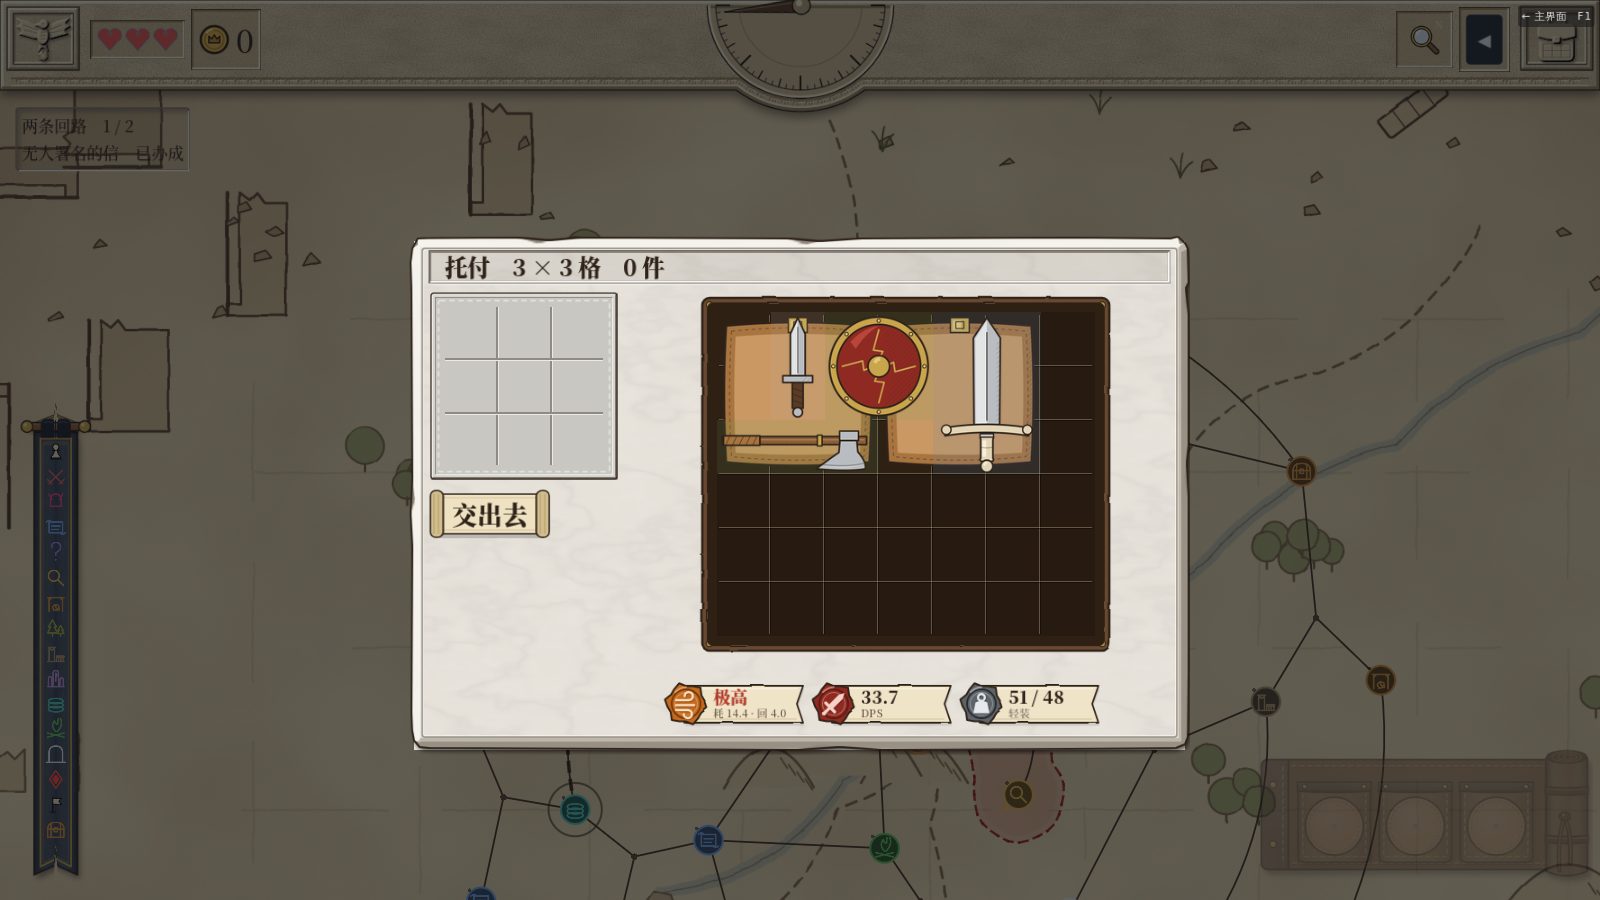 0
← 主界面 F1
两条回路 1/2
无人署名的信 已办成
托付 3×3格 0件
交出去
极高
耗 14.4 · 回 4.0
33.7
DPS
51/48
轻装